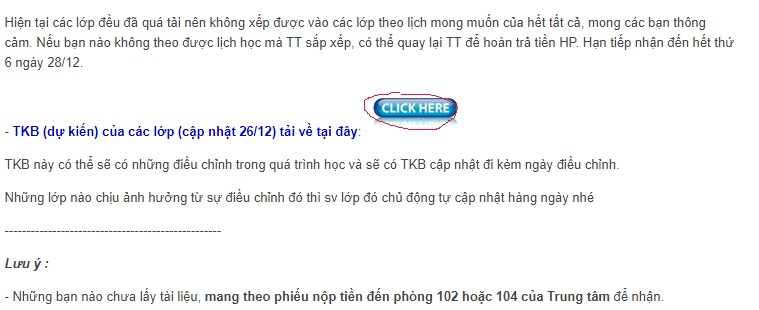 Hiện tại các lớp đều đã quá tải nên không xếp được vào các lớp theo lịch mong muốn của hết tất cả, mong các bạn thông
cảm. Nếu bạn nào không theo được lịch học mà TT sắp xếp, có thể quay lại TT để hoàn trả tiền HP. Hạn tiếp nhận đến hết thứ
6 ngày 28/12.
CLICK HERE
- TKB (dự kiến) của các lớp (cập nhật 26/12) tải về tại đây:
TKB này có thể sẽ có những điều chỉnh trong quá trình học và sẽ có TKB cập nhật đi kèm ngày điều chỉnh.
Những lớp nào chịu ảnh hưởng từ sự điều chỉnh đó thì sv lớp đó chủ động tự cập nhật hàng ngày nhé
--------------------------------------------------
Lưu ý :
- Những bạn nào chưa lấy tài liệu, mang theo phiếu nộp tiền đến phòng 102 hoặc 104 của Trung tâm để nhận.